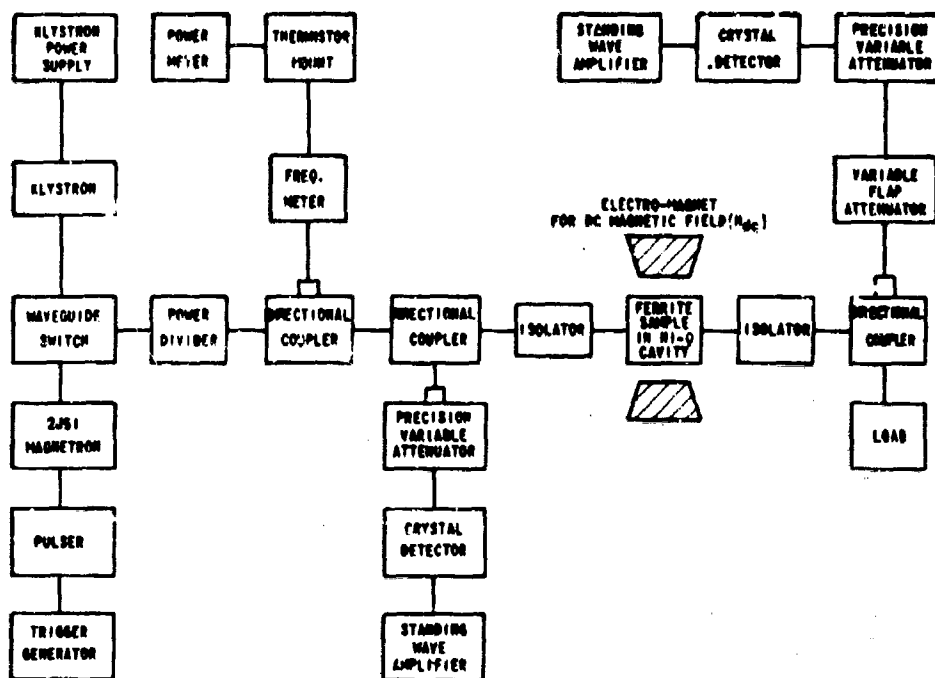 KLYSTRON
POWER
SUPPLY
POWER
METER
THERMISTOR
MOUNT
STANDING
WAVE
AMPLIFIER
CRYSTAL
DETECTOR
PRECISION
VARIABLE
ATTENUATOR
KLYSTRON
FREQ.
METER
VARIABLE
FLAP
ATTENUATOR
ELECTRO-MAGNET
FOR DC MAGNETIC FIELD (Hdc)
WAVEGUIDE
SWITCH
POWER
DIVIDER
DIRECTIONAL
COUPLER
DIRECTIONAL
COUPLER
ISOLATOR
FERRITE
SAMPLE
IN HI-Q
CAVITY
ISOLATOR
DIRECTIONAL
COUPLER
2J51
MAGNETRON
PRECISION
VARIABLE
ATTENUATOR
LOAD
PULSER
CRYSTAL
DETECTOR
TRIGGER
GENERATOR
STANDING
WAVE
AMPLIFIER